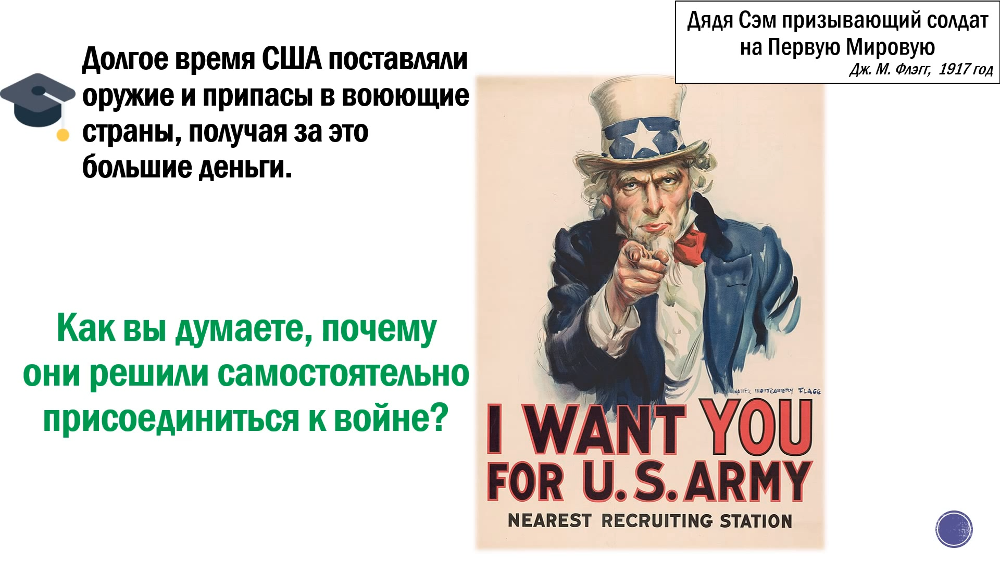 Дядя Сэм призывающий солдат
на Первую Мировую
Дж. М. Флэгг, 1917 год
Долгое время США поставляли
оружие и припасы в воюющие
страны, получая за это
большие деньги.
Как вы думаете, почему
они решили самостоятельно
присоединиться к войне?
JAMES MONTGOMERY FLAGG
I WANT YOU
FOR U.S. ARMY
NEAREST RECRUITING STATION